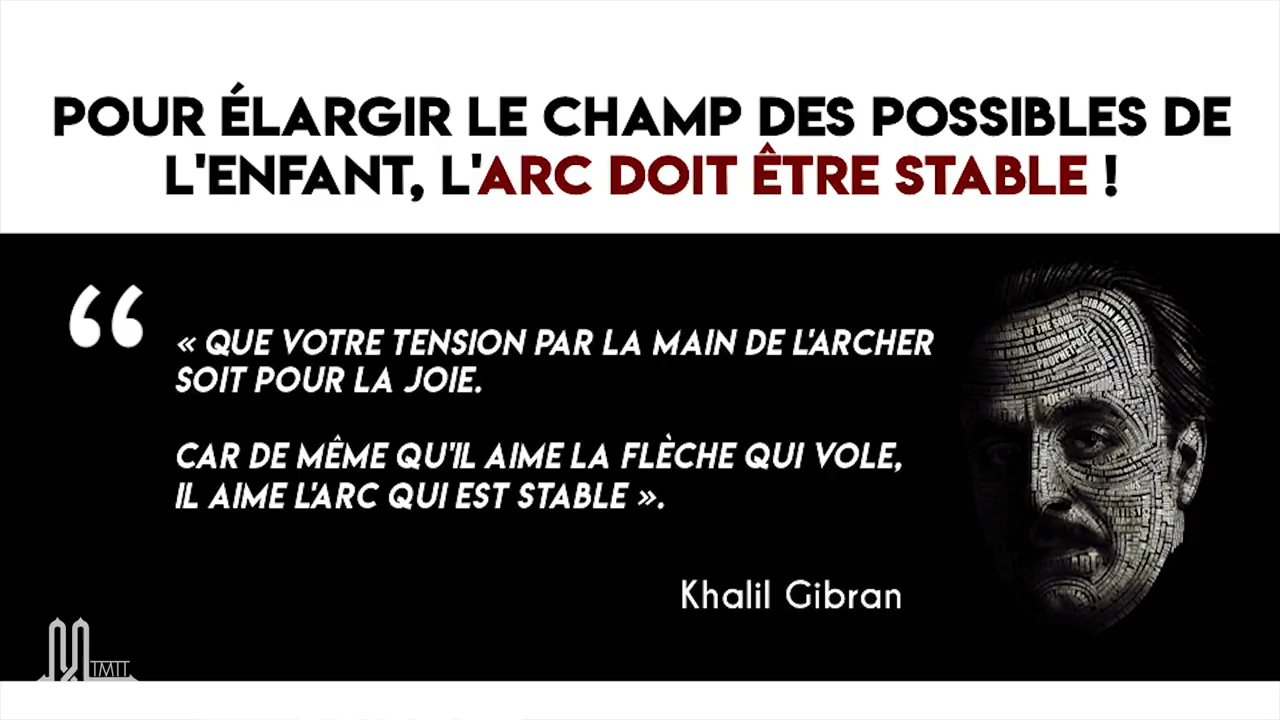 POUR ÉLARGIR LE CHAMP DES POSSIBLES DE
L'ENFANT, L'ARC DOIT ÊTRE STABLE !
“
« QUE VOTRE TENSION PAR LA MAIN DE L'ARCHER
SOIT POUR LA JOIE.
CAR DE MÊME QU'IL AIME LA FLÈCHE QUI VOLE,
IL AIME L'ARC QUI EST STABLE ».
Khalil Gibran
TMTT